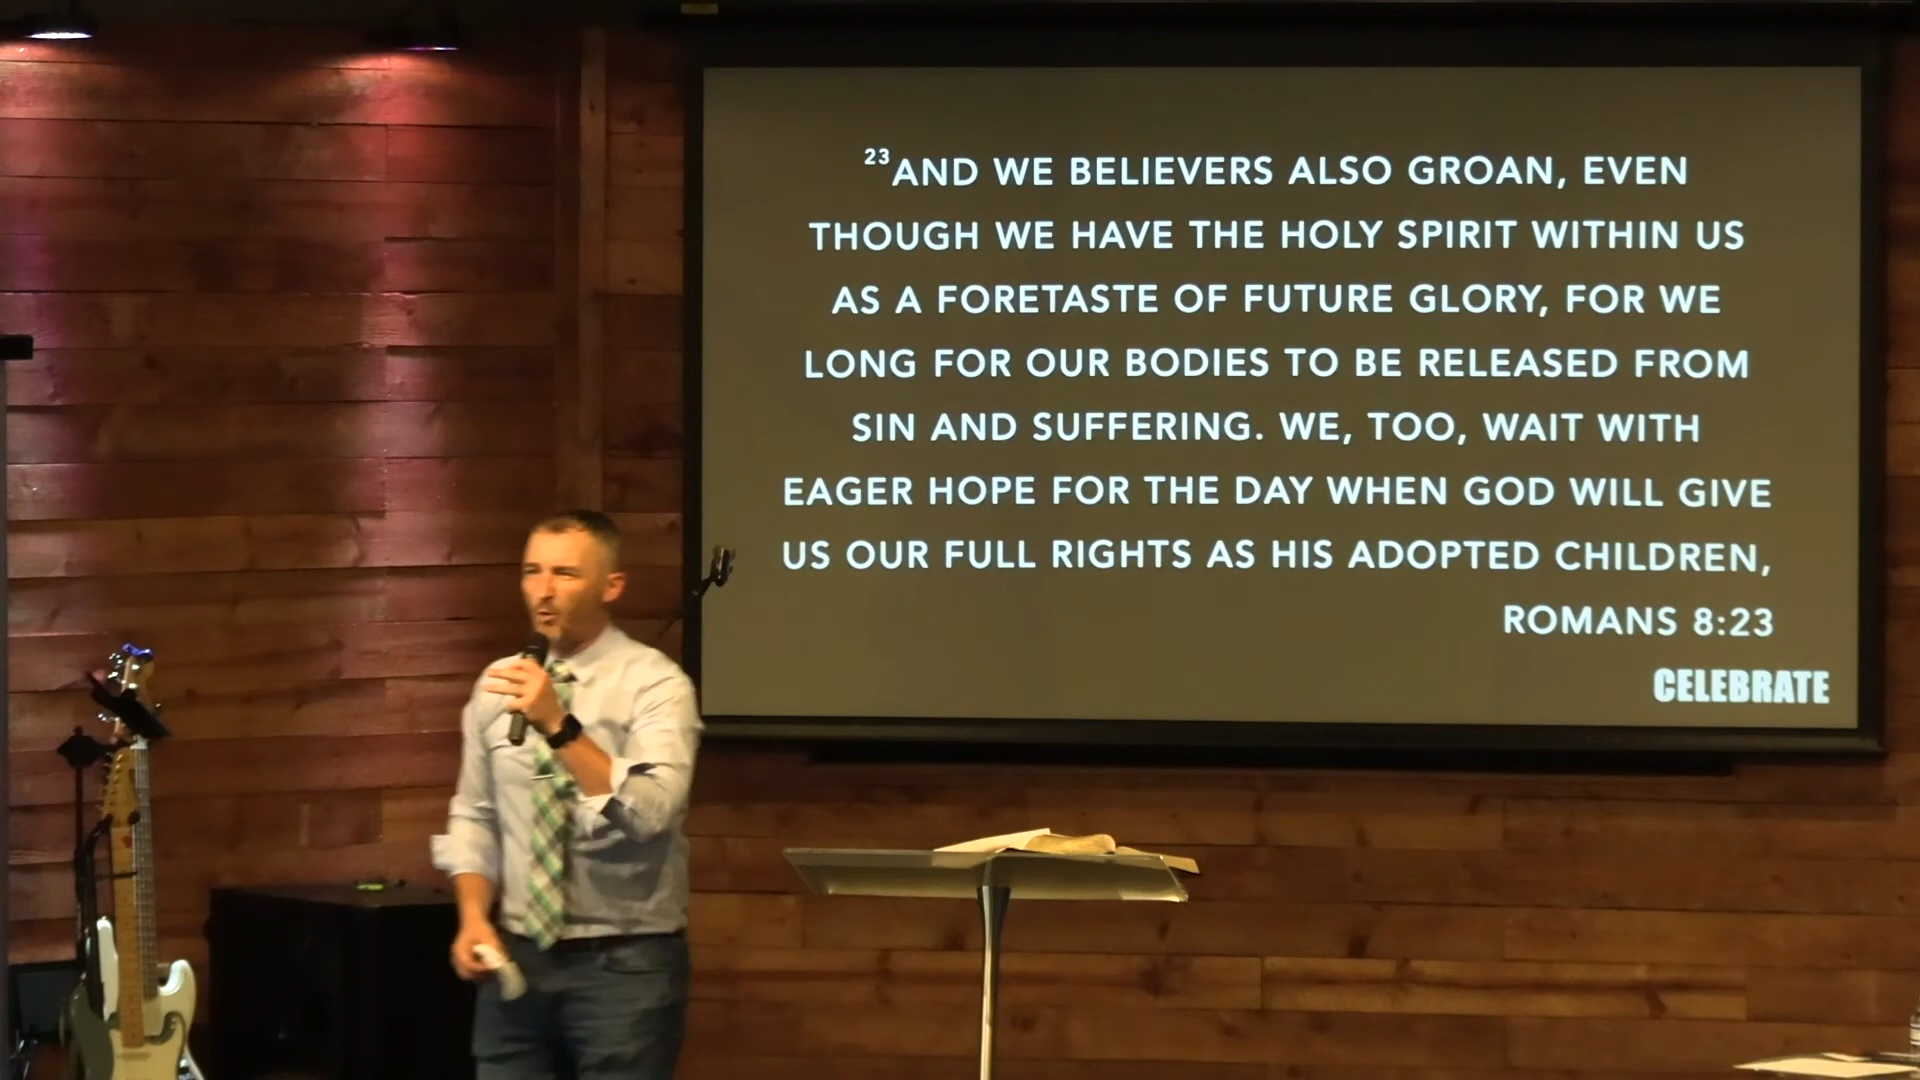 23 AND WE BELIEVERS ALSO GROAN, EVEN
THOUGH WE HAVE THE HOLY SPIRIT WITHIN US
AS A FORETASTE OF FUTURE GLORY, FOR WE
LONG FOR OUR BODIES TO BE RELEASED FROM
SIN AND SUFFERING. WE, TOO, WAIT WITH
EAGER HOPE FOR THE DAY WHEN GOD WILL GIVE
US OUR FULL RIGHTS AS HIS ADOPTED CHILDREN,
ROMANS 8:23
CELEBRATE